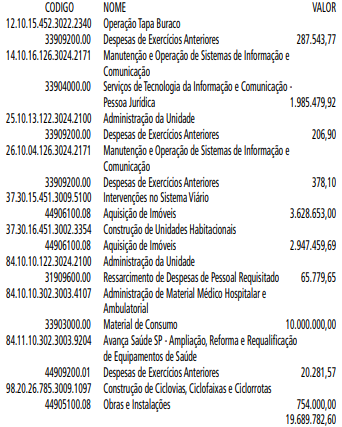 CODIGO NOME VALOR
12.10.15.452.3022.2340 Operação Tapa Buraco
33909200.00 Despesas de Exercícios Anteriores 287.543,77
14.10.16.126.3024.2171 Manutenção e Operação de Sistemas de Informação e
Comunicação
33904000.00 Serviços de Tecnologia da Informação e Comunicação -
Pessoa Jurídica 1.985.479,92
25.10.13.122.3024.2100 Administração da Unidade
33909200.00 Despesas de Exercícios Anteriores 206,90
26.10.04.126.3024.2171 Manutenção e Operação de Sistemas de Informação e
Comunicação
33909200.00 Despesas de Exercícios Anteriores 378,10
37.30.15.451.3009.5100 Intervenções no Sistema Viário
44906100.08 Aquisição de Imóveis 3.628.653,00
37.30.16.451.3002.3354 Construção de Unidades Habitacionais
44906100.08 Aquisição de Imóveis 2.947.459,69
84.10.10.122.3024.2100 Administração da Unidade
31909600.00 Ressarcimento de Despesas de Pessoal Requisitado 65.779,65
84.10.10.302.3003.4107 Administração de Material Médico Hospitalar e
Ambulatorial
33903000.00 Material de Consumo 10.000.000,00
84.11.10.302.3003.9204 Avança Saúde SP - Ampliação, Reforma e Requalificação
de Equipamentos de Saúde
44909200.01 Despesas de Exercícios Anteriores 20.281,57
98.20.26.785.3009.1097 Construção de Ciclovias, Ciclofaixas e Ciclorrotas
44905100.08 Obras e Instalações 754.000,00
19.689.782,60